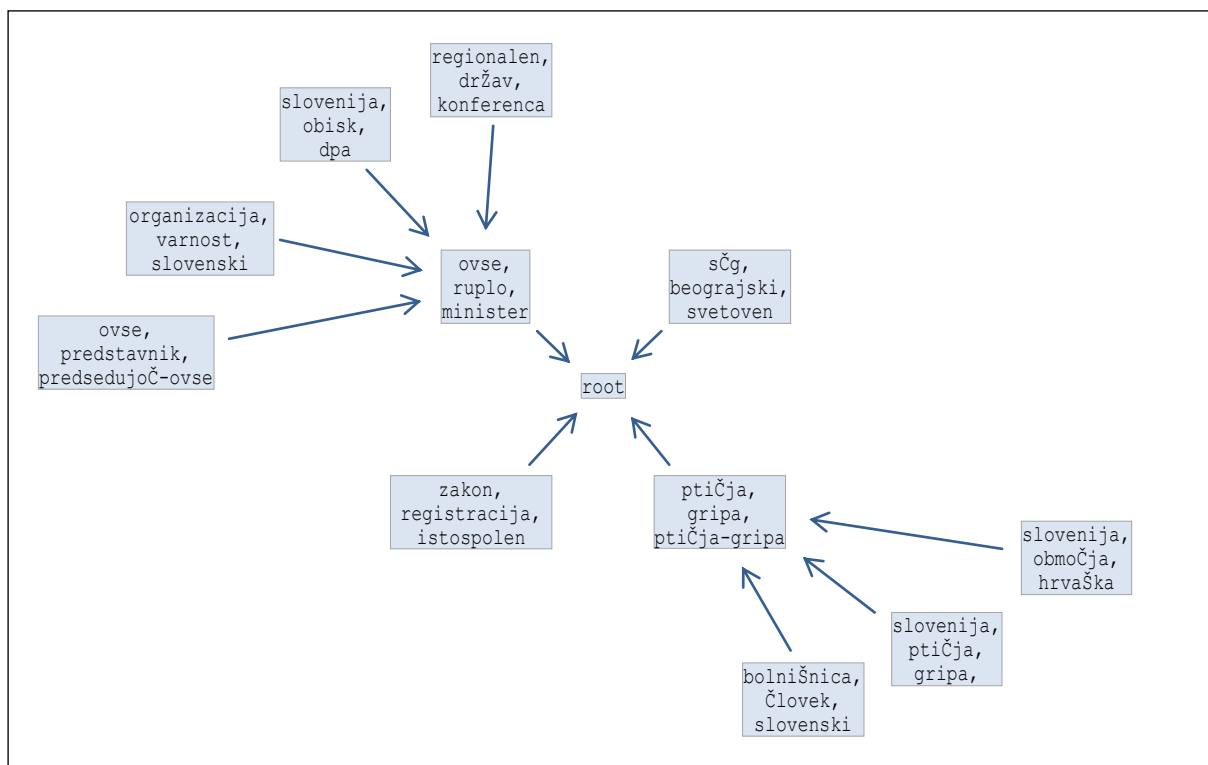 regionalen,
drŽav,
konferenca
slovenija,
obisk,
dpa
organizacija,
varnost,
slovenski
ovse,
ruplo,
minister
sČg,
beograjski,
svetoven
ovse,
predstavnik,
predsedujoČ-ovse
root
zakon,
registracija,
istospolen
ptiČja,
gripa,
ptiČja-gripa
slovenija,
obmoČja,
hrvaŠka
slovenija,
ptiČja,
gripa,
bolniŠnica,
Človek,
slovenski